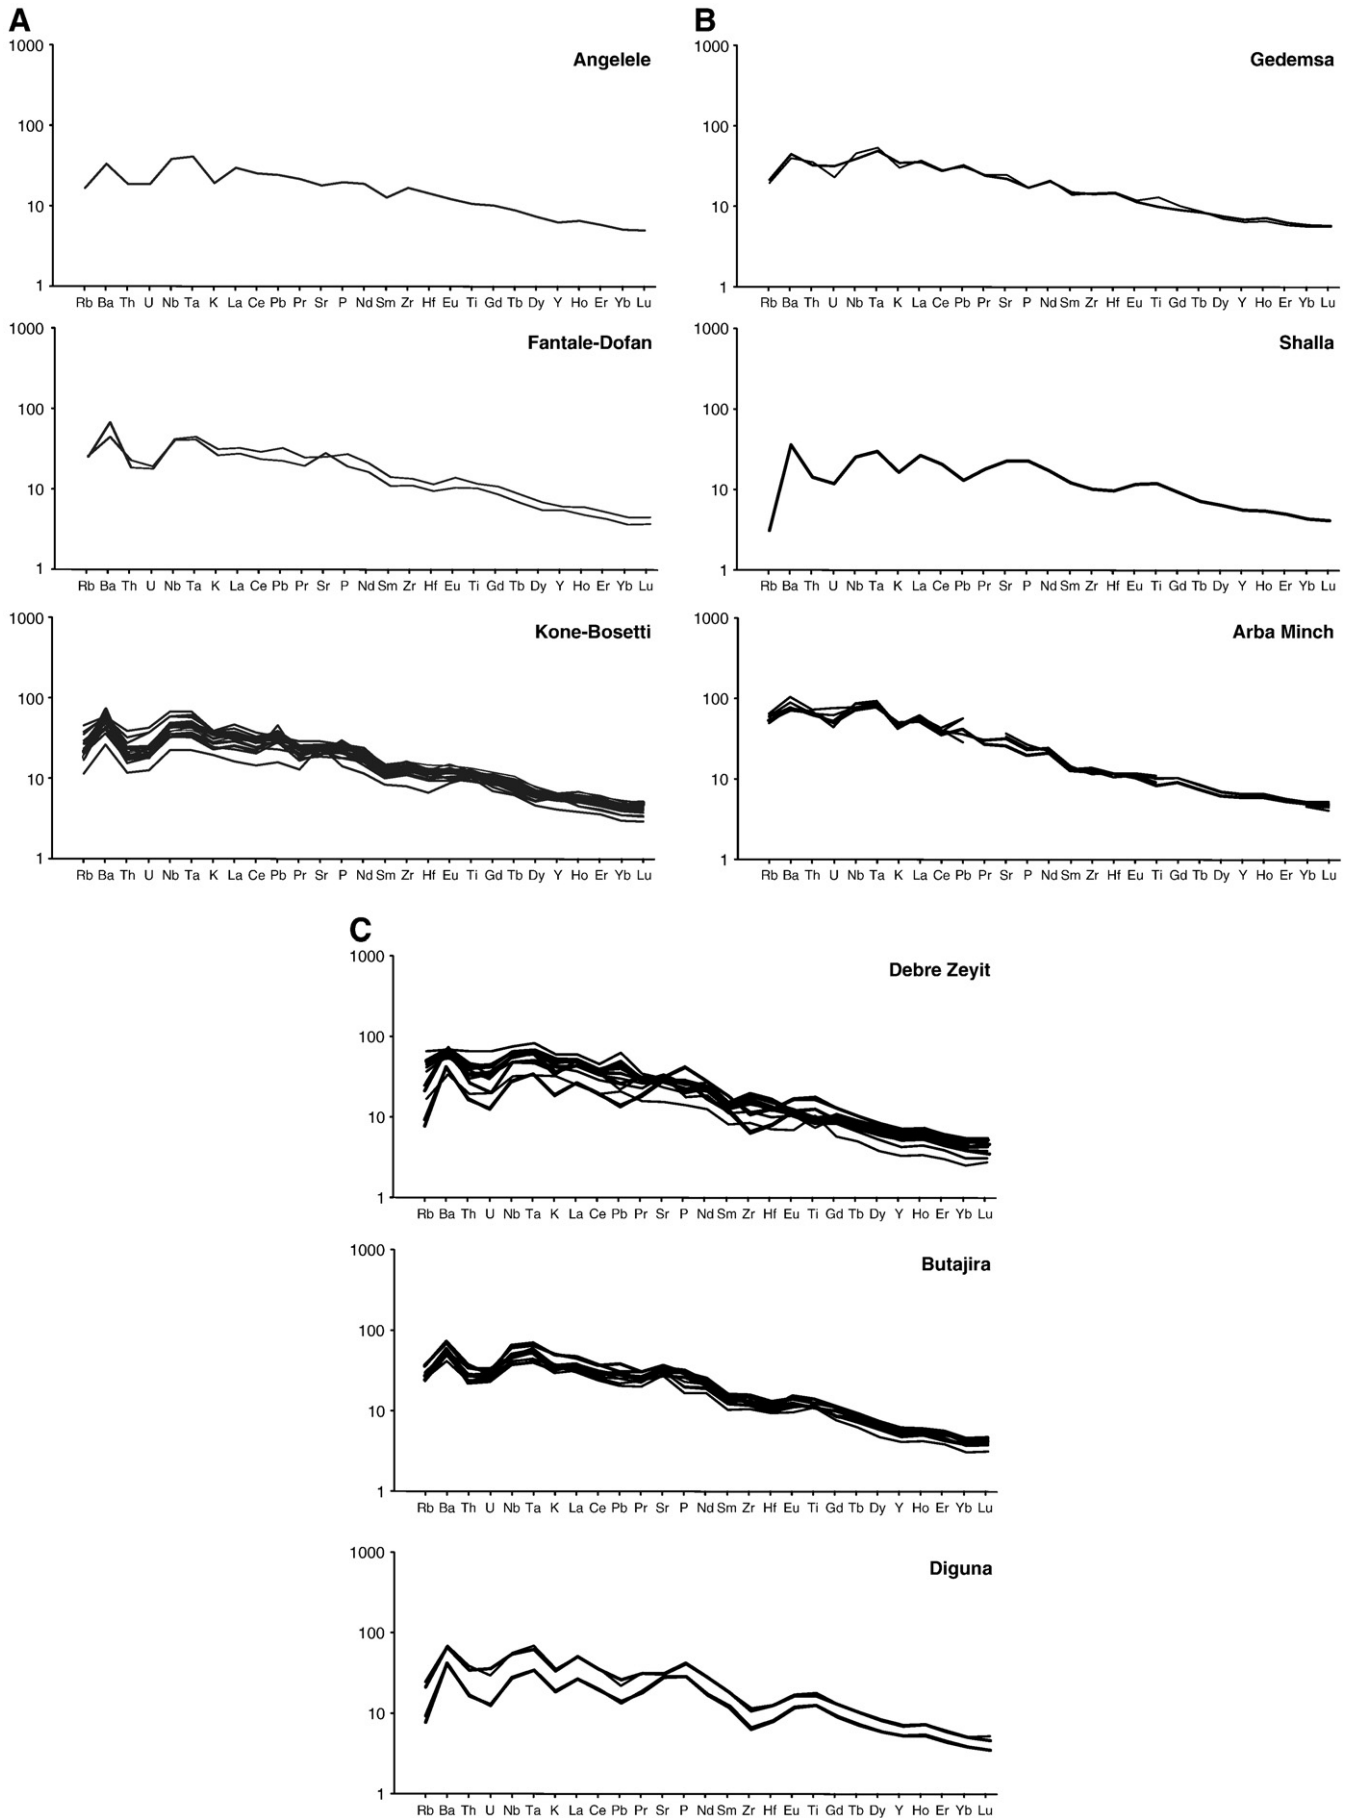 A
Angelele
1000
100
10
1
Rb Ba Th U Nb Ta K La Ce Pb Pr Sr P Nd Sm Zr Hf Eu Ti Gd Tb Dy Y Ho Er Yb Lu
Fantale-Dofan
1000
100
10
1
Rb Ba Th U Nb Ta K La Ce Pb Pr Sr P Nd Sm Zr Hf Eu Ti Gd Tb Dy Y Ho Er Yb Lu
Kone-Bosetti
1000
100
10
1
Rb Ba Th U Nb Ta K La Ce Pb Pr Sr P Nd Sm Zr Hf Eu Ti Gd Tb Dy Y Ho Er Yb Lu
B
Gedemsa
1000
100
10
1
Rb Ba Th U Nb Ta K La Ce Pb Pr Sr P Nd Sm Zr Hf Eu Ti Gd Tb Dy Y Ho Er Yb Lu
Shalla
1000
100
10
1
Rb Ba Th U Nb Ta K La Ce Pb Pr Sr P Nd Sm Zr Hf Eu Ti Gd Tb Dy Y Ho Er Yb Lu
Arba Minch
1000
100
10
1
Rb Ba Th U Nb Ta K La Ce Pb Pr Sr P Nd Sm Zr Hf Eu Ti Gd Tb Dy Y Ho Er Yb Lu
C
Debre Zeyit
1000
100
10
1
Rb Ba Th U Nb Ta K La Ce Pb Pr Sr P Nd Sm Zr Hf Eu Ti Gd Tb Dy Y Ho Er Yb Lu
Butajira
1000
100
10
1
Rb Ba Th U Nb Ta K La Ce Pb Pr Sr P Nd Sm Zr Hf Eu Ti Gd Tb Dy Y Ho Er Yb Lu
Diguna
1000
100
10
1
Rb Ba Th U Nb Ta K La Ce Pb Pr Sr P Nd Sm Zr Hf Eu Ti Gd Tb Dy Y Ho Er Yb Lu